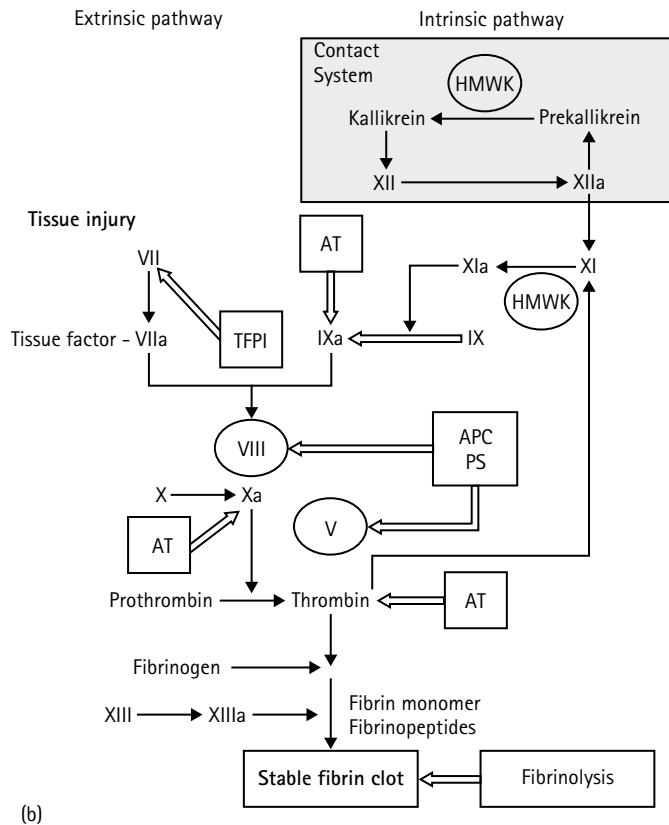 Extrinsic pathway
Intrinsic pathway
Contact
System
HMWK
Kallikrein
Prekallikrein
XII
XIIa
Tissue injury
AT
VII
XIa
XI
HMWK
Tissue factor - VIIa
TFPI
IXa
IX
VIII
APC
PS
X
Xa
V
AT
Prothrombin
Thrombin
AT
Fibrinogen
Fibrin monomer
Fibrinopeptides
XIII
XIIIa
Stable fibrin clot
Fibrinolysis
(b)